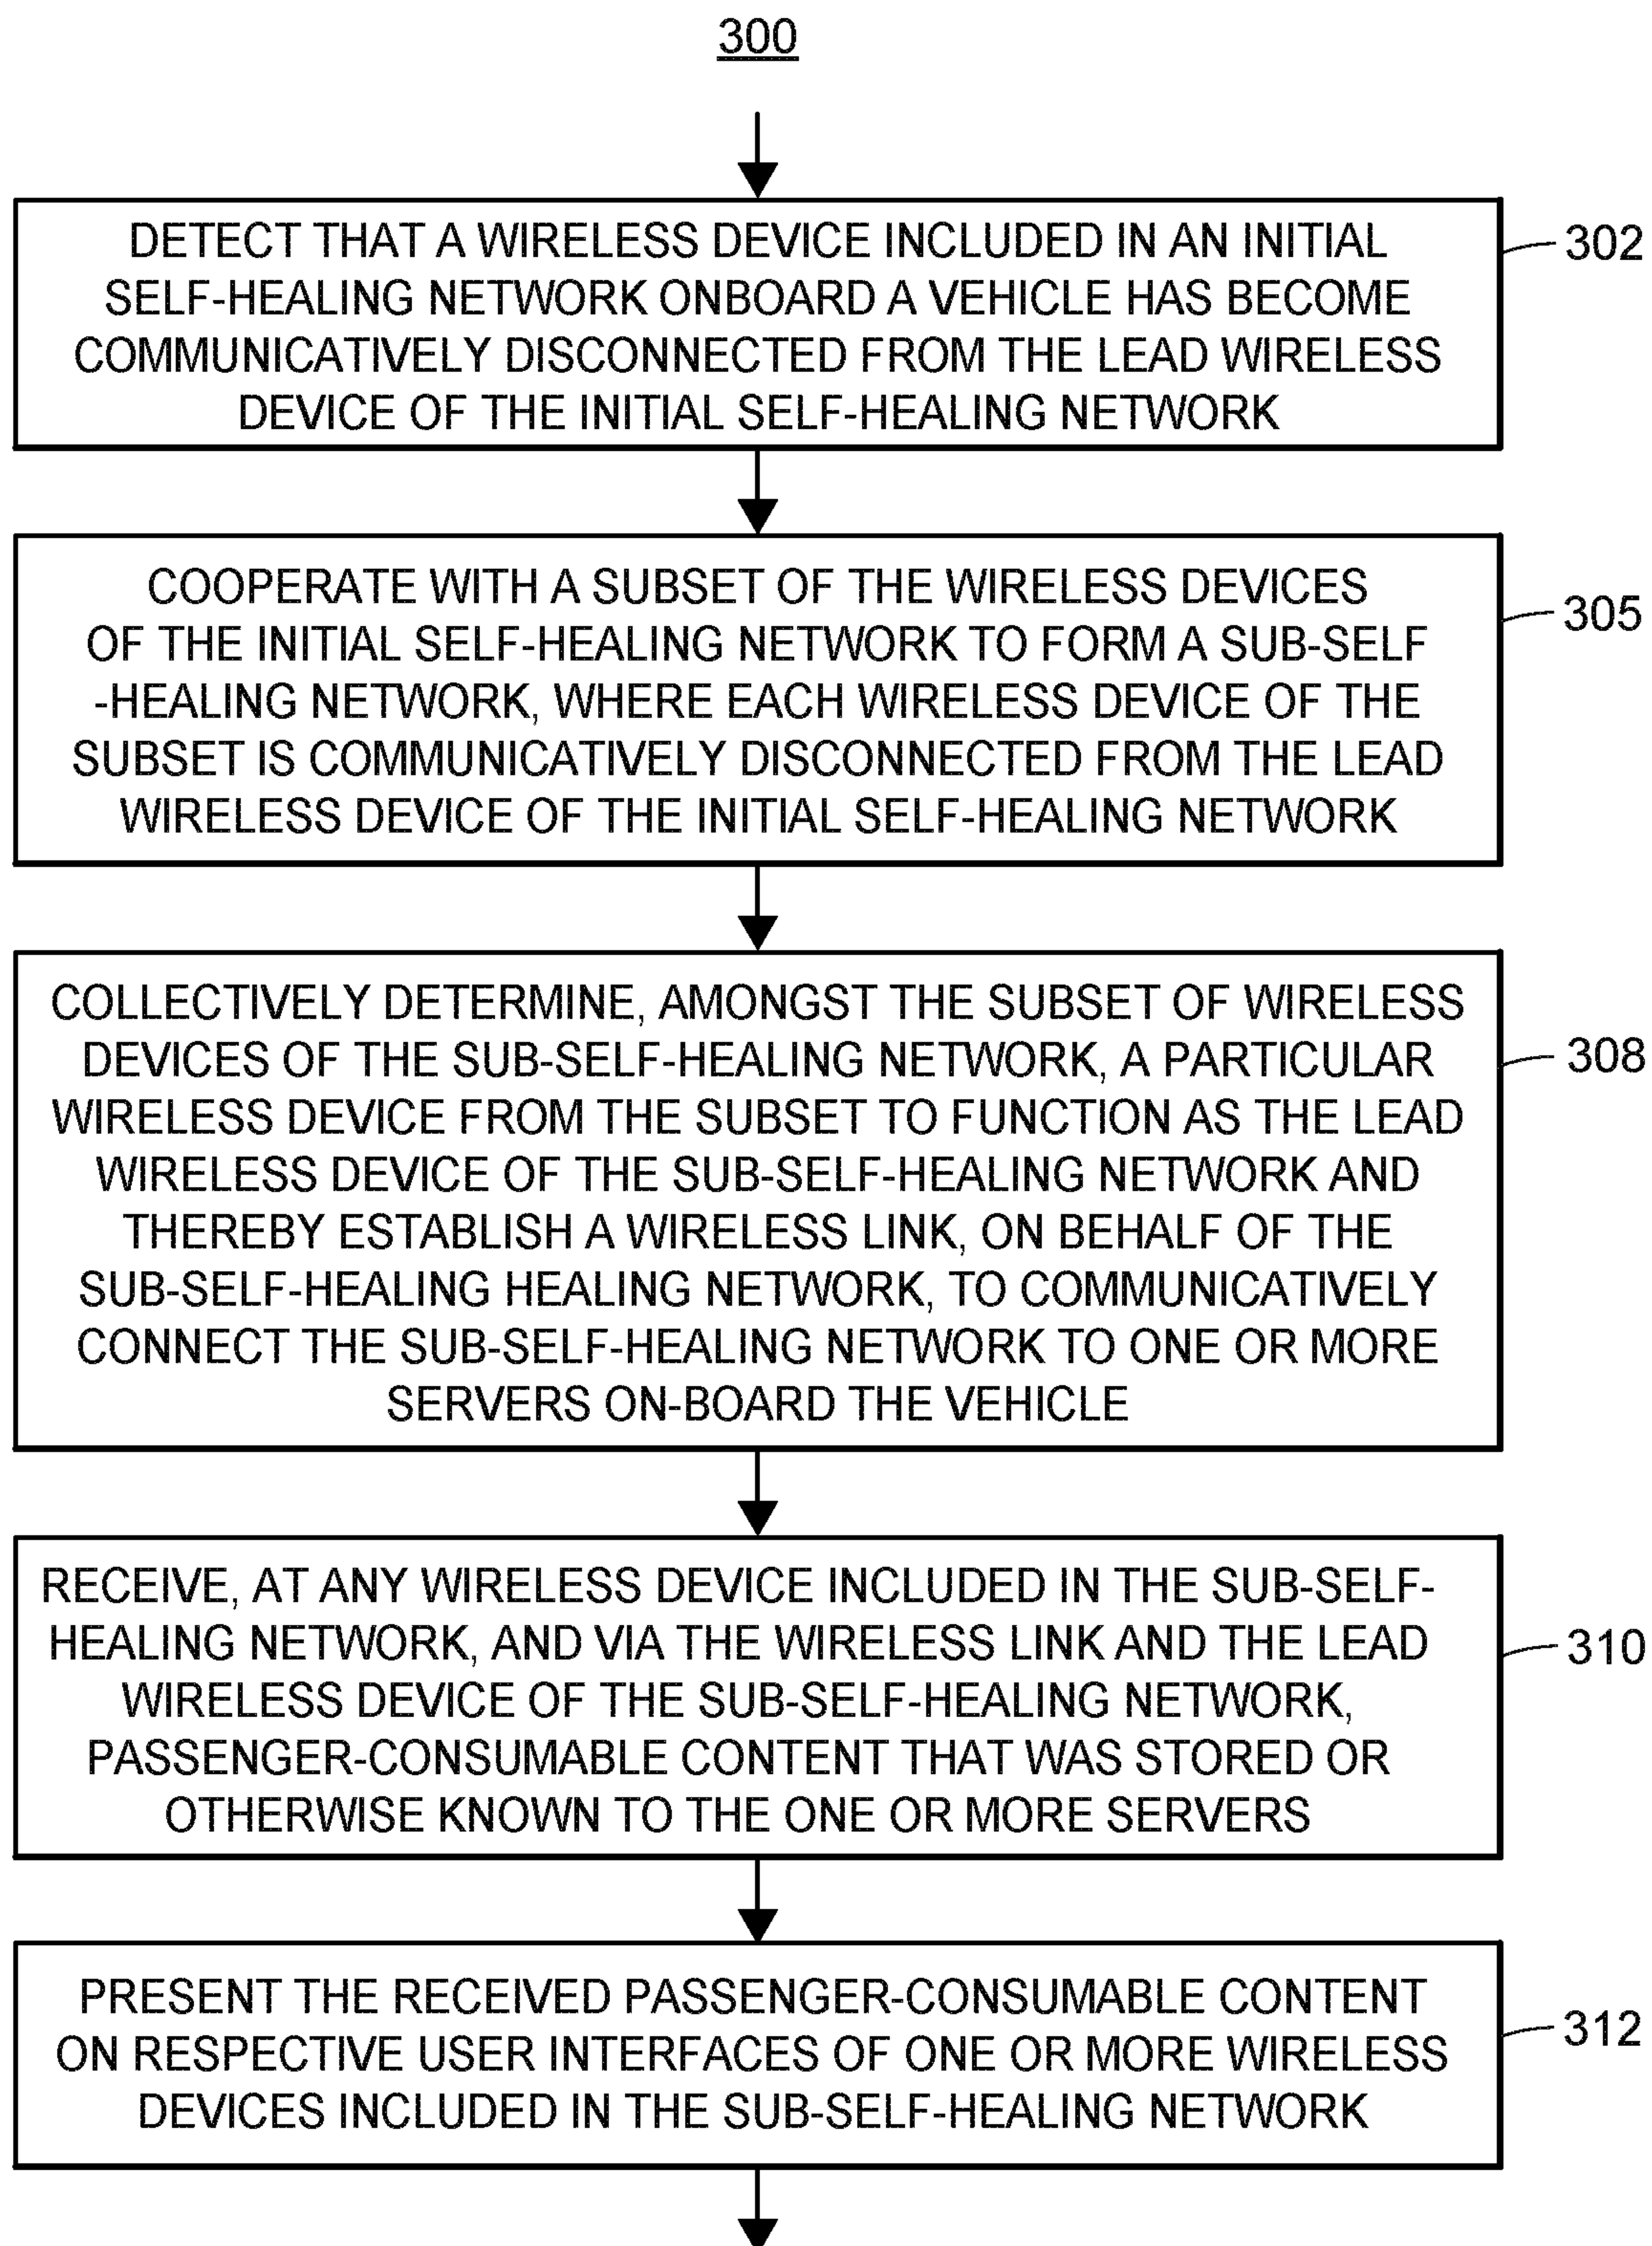 300
DETECT THAT A WIRELESS DEVICE INCLUDED IN AN INITIAL
SELF-HEALING NETWORK ONBOARD A VEHICLE HAS BECOME
COMMUNICATIVELY DISCONNECTED FROM THE LEAD WIRELESS
DEVICE OF THE INITIAL SELF-HEALING NETWORK
302
COOPERATE WITH A SUBSET OF THE WIRELESS DEVICES
OF THE INITIAL SELF-HEALING NETWORK TO FORM A SUB-SELF
-HEALING NETWORK, WHERE EACH WIRELESS DEVICE OF THE
SUBSET IS COMMUNICATIVELY DISCONNECTED FROM THE LEAD
WIRELESS DEVICE OF THE INITIAL SELF-HEALING NETWORK
305
COLLECTIVELY DETERMINE, AMONGST THE SUBSET OF WIRELESS
DEVICES OF THE SUB-SELF-HEALING NETWORK, A PARTICULAR
WIRELESS DEVICE FROM THE SUBSET TO FUNCTION AS THE LEAD
WIRELESS DEVICE OF THE SUB-SELF-HEALING NETWORK AND
THEREBY ESTABLISH A WIRELESS LINK, ON BEHALF OF THE
SUB-SELF-HEALING HEALING NETWORK, TO COMMUNICATIVELY
CONNECT THE SUB-SELF-HEALING NETWORK TO ONE OR MORE
SERVERS ON-BOARD THE VEHICLE
308
RECEIVE, AT ANY WIRELESS DEVICE INCLUDED IN THE SUB-SELF-
HEALING NETWORK, AND VIA THE WIRELESS LINK AND THE LEAD
WIRELESS DEVICE OF THE SUB-SELF-HEALING NETWORK,
PASSENGER-CONSUMABLE CONTENT THAT WAS STORED OR
OTHERWISE KNOWN TO THE ONE OR MORE SERVERS
310
PRESENT THE RECEIVED PASSENGER-CONSUMABLE CONTENT
ON RESPECTIVE USER INTERFACES OF ONE OR MORE WIRELESS
DEVICES INCLUDED IN THE SUB-SELF-HEALING NETWORK
312